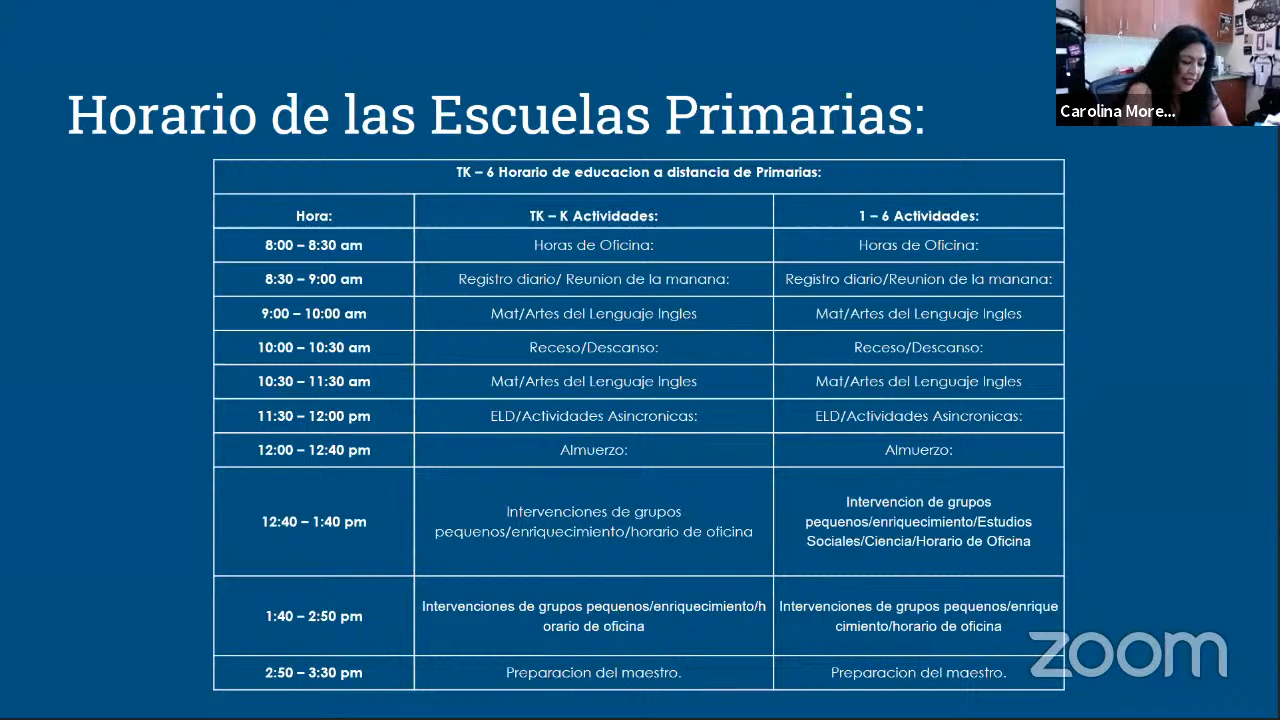 Horario de las Escuelas Primarias:
Carolina More...
TK – 6 Horario de educacion a distancia de Primarias:
Hora: TK – K Actividades: 1 – 6 Actividades:
8:00 – 8:30 am Horas de Oficina: Horas de Oficina:
8:30 – 9:00 am Registro diario/ Reunion de la manana: Registro diario/Reunion de la manana:
9:00 – 10:00 am Mat/Artes del Lenguaje Ingles Mat/Artes del Lenguaje Ingles
10:00 – 10:30 am Receso/Descanso: Receso/Descanso:
10:30 – 11:30 am Mat/Artes del Lenguaje Ingles Mat/Artes del Lenguaje Ingles
11:30 – 12:00 pm ELD/Actividades Asincronicas: ELD/Actividades Asincronicas:
12:00 – 12:40 pm Almuerzo: Almuerzo:
12:40 – 1:40 pm
Intervenciones de grupos
pequenos/enriquecimiento/horario de oficina
Intervencion de grupos
pequenos/enriquecimiento/Estudios
Sociales/Ciencia/Horario de Oficina
1:40 – 2:50 pm
Intervenciones de grupos pequenos/enriquecimiento/h
orario de oficina
Intervenciones de grupos pequenos/enrique
cimiento/horario de oficina
2:50 – 3:30 pm Preparacion del maestro. Preparacion del maestro.
zoom